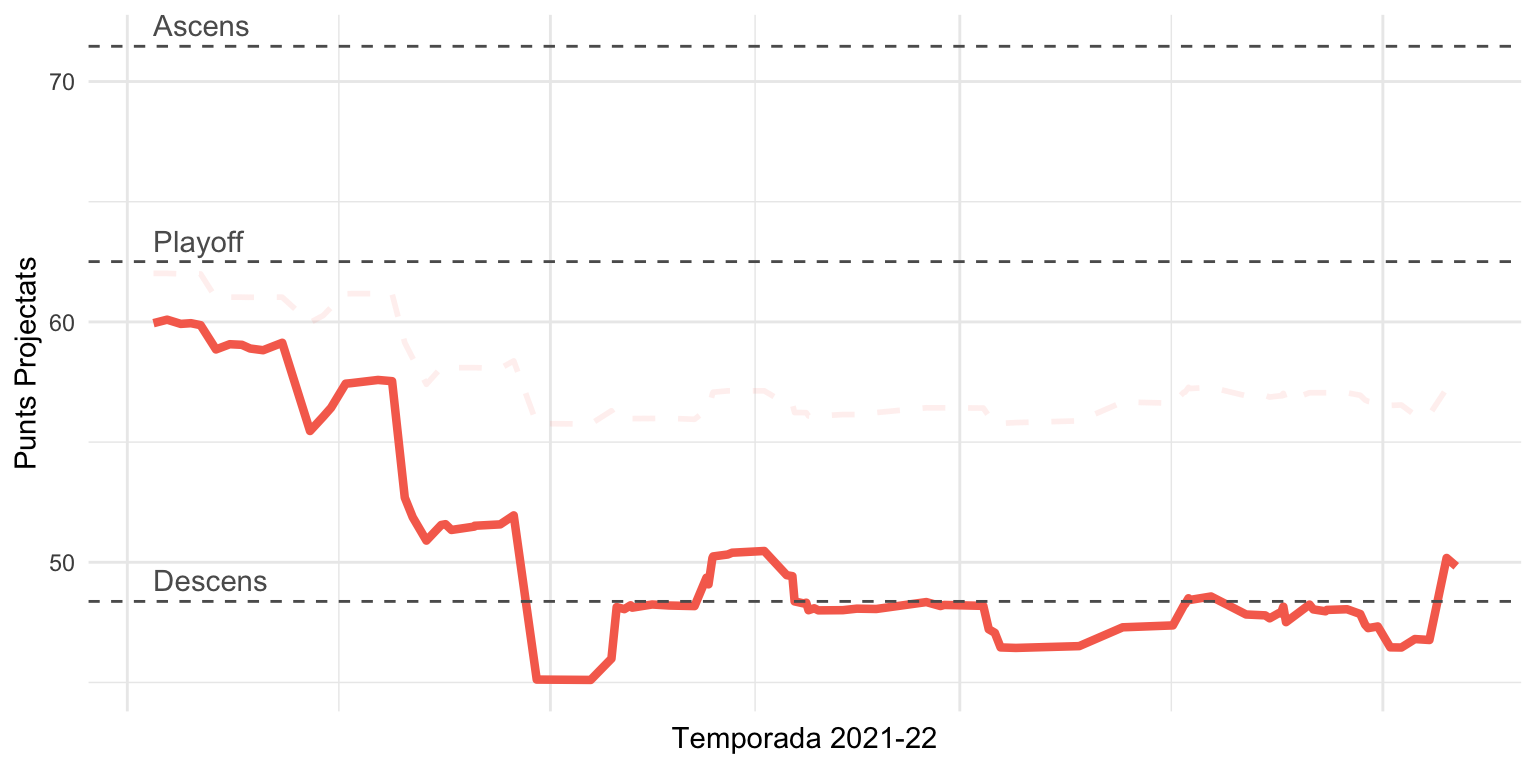 Ascens
70
Playoff
60
Punts Projectats
50
Descens
Temporada 2021-22